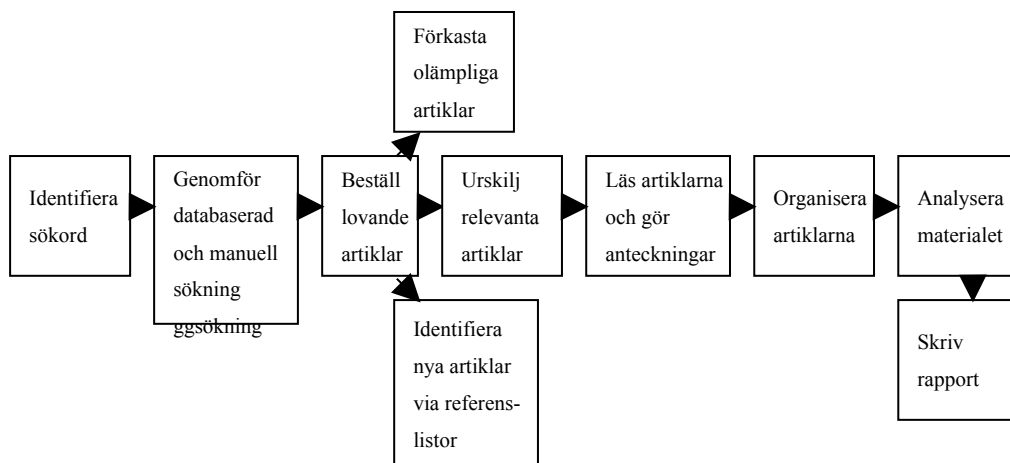 Förkasta
olämpliga
artiklar
Identifiera
sökord
Genomför
databaserad
och manuell
sökning
ggsökning
Beställ
lovande
artiklar
Urskilj
relevanta
artiklar
Läs artiklarna
och gör
anteckningar
Organisera
artiklarna
Analysera
materialet
Identifiera
nya artiklar
via referens-
listor
Skriv
rapport